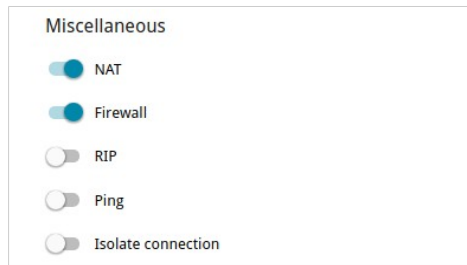 Miscellaneous
NAT
Firewall
RIP
Ping
Isolate connection